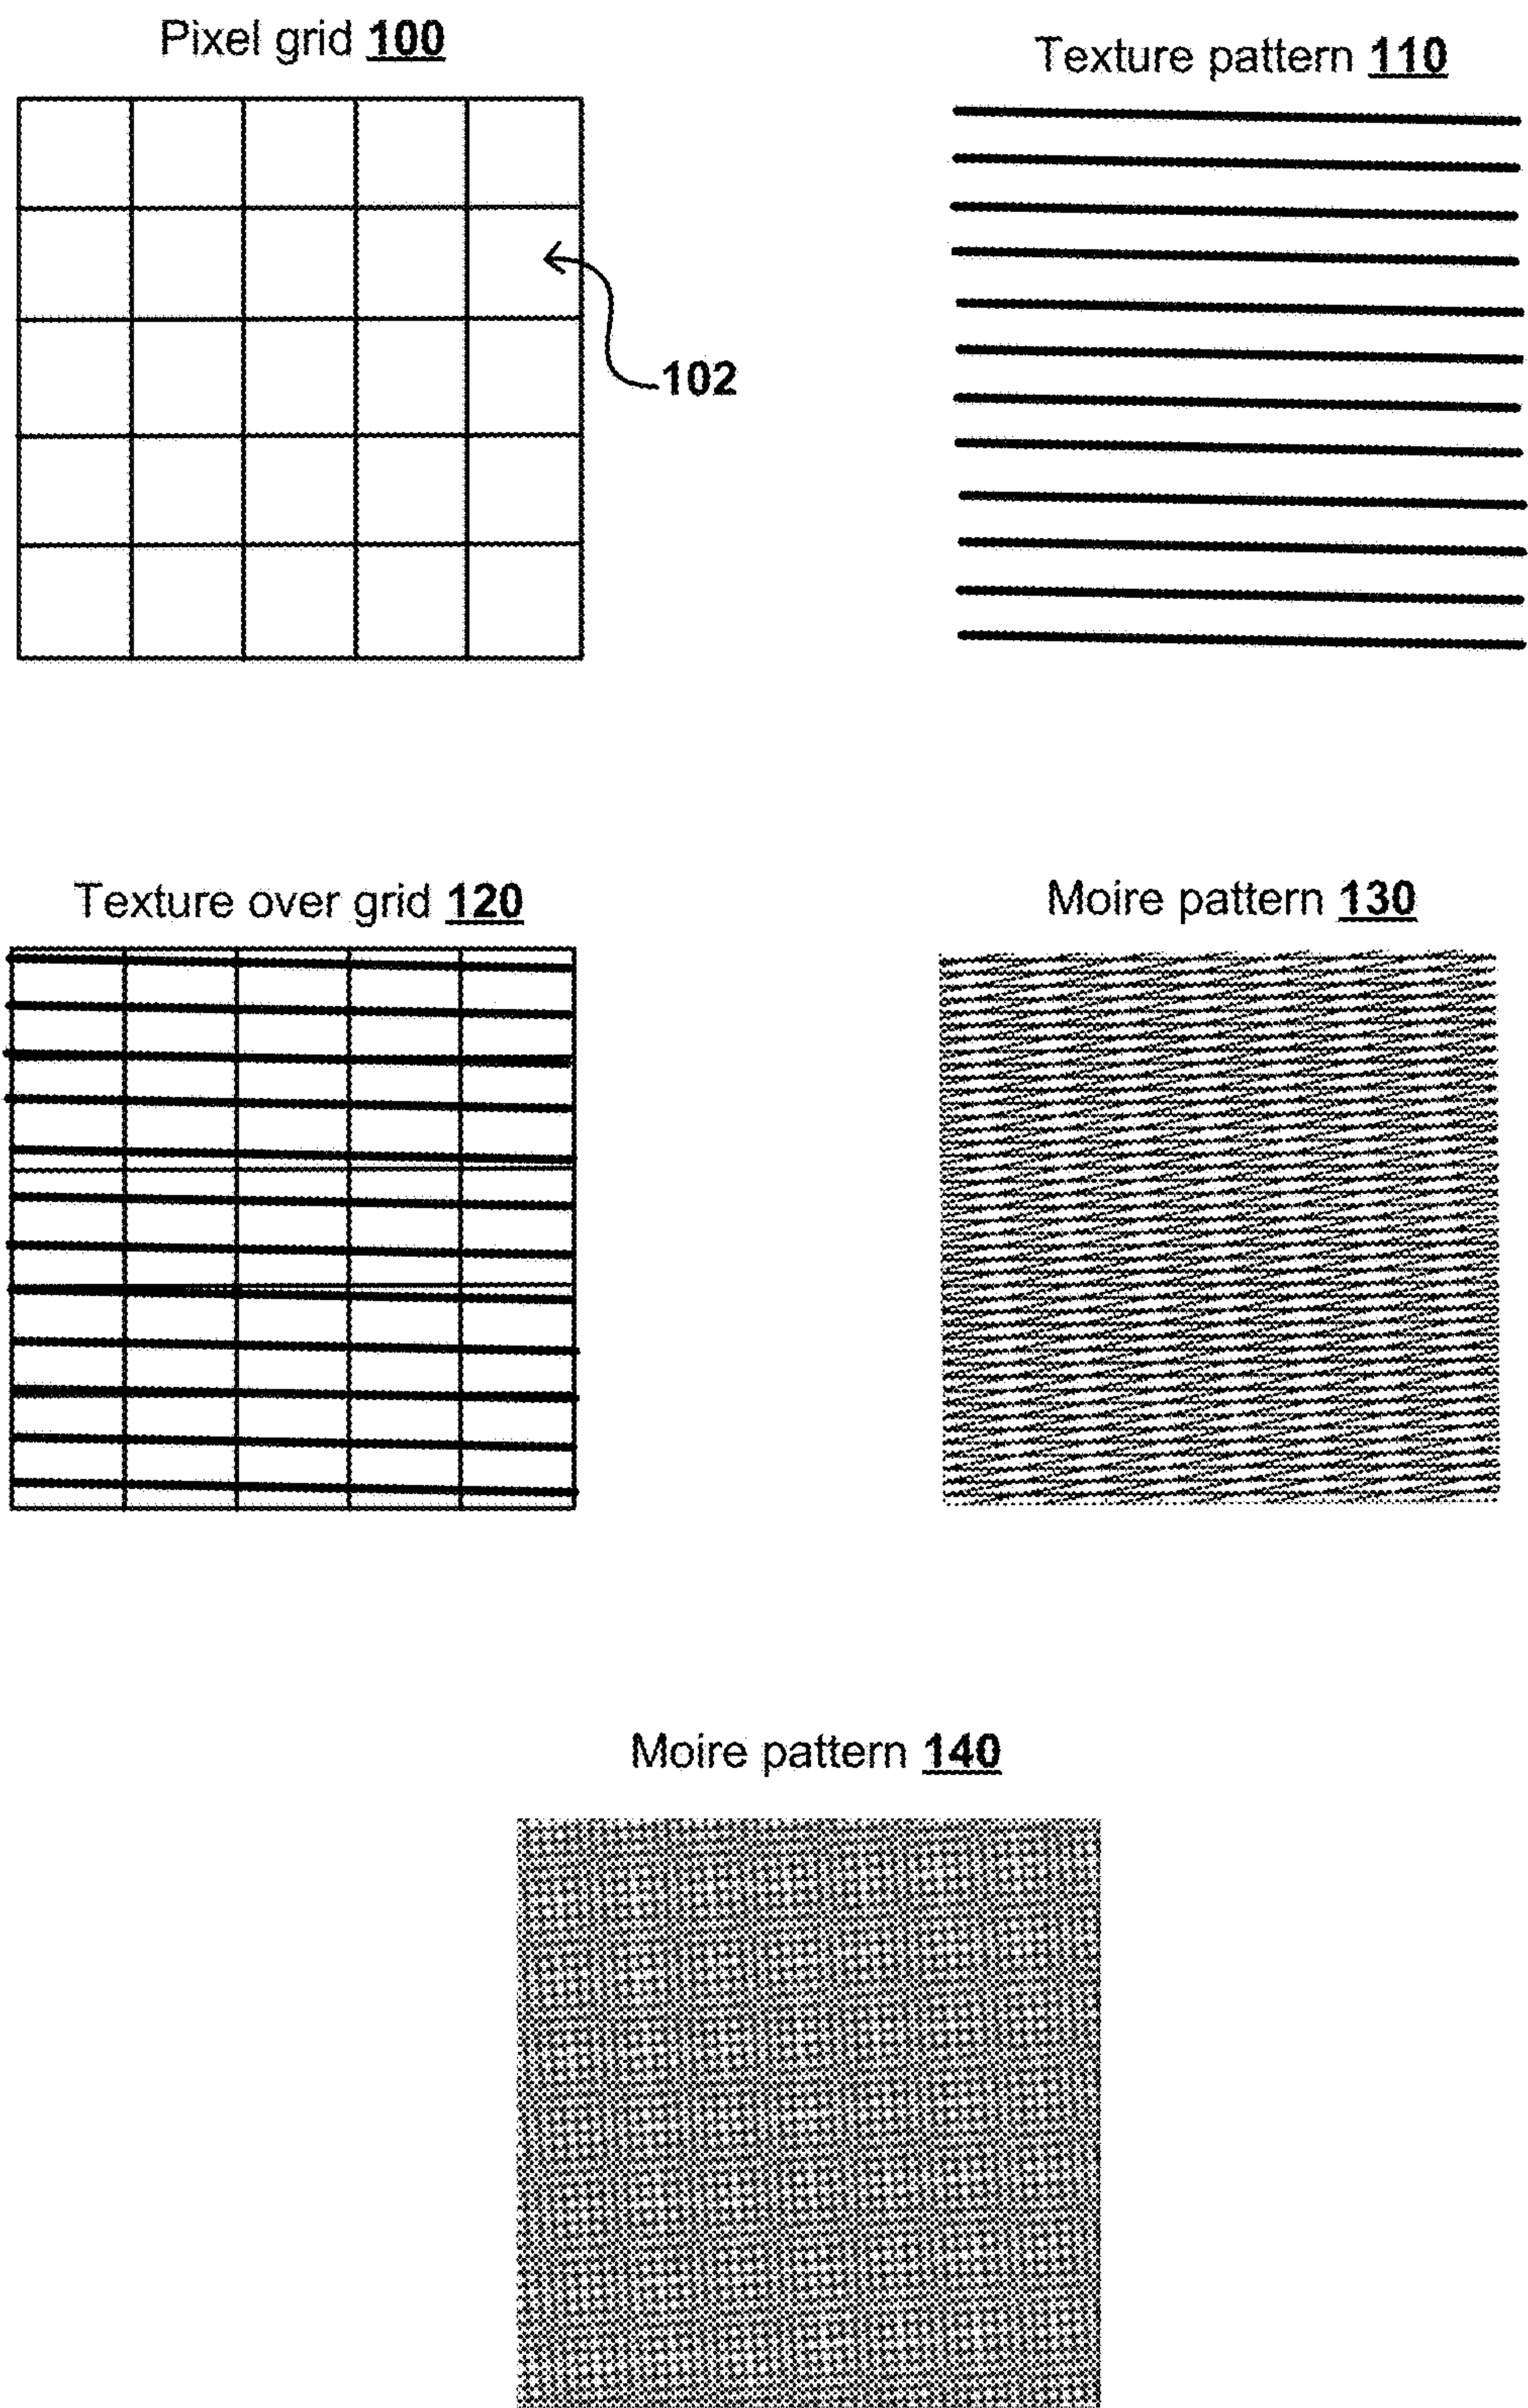 Pixel grid 100
Texture pattern 110
102
Texture over grid 120
Moire pattern 130
Moire pattern 140